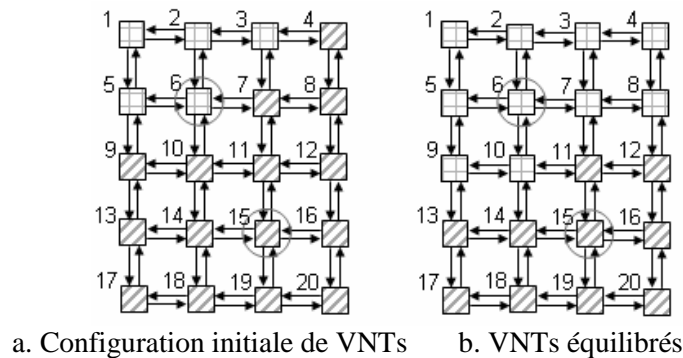 1 2 3 4 1 2 3 4
5 6 7 8 5 6 7 8
9 10 11 12 9 10 11 12
13 14 15 16 13 14 15 16
17 18 19 20 17 18 19 20
a. Configuration initiale de VNTs b. VNTs équilibrés